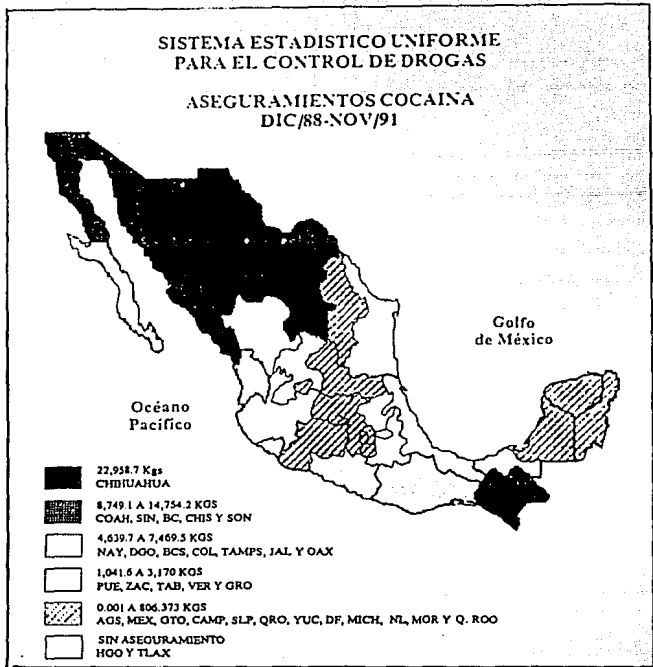 SISTEMA ESTADISTICO UNIFORME
PARA EL CONTROL DE DROGAS
ASEGURAMIENTOS COCAINA
DIC/88-NOV/91
Golfo
de México
Océano
Pacífico
22,958.7 Kgs
CHIHUAHUA
8,749.1 A 14,754.2 KGS
COAH, SIN, BC, CHIS Y SON
4,639.7 A 7,469.5 KGS
NAY, DGO, BCS, COL, TAMPS, JAL Y OAX
1,041.6 A 3,170 KGS
PUE, ZAC, TAB, VER Y GRO
0.001 A 806.373 KGS
AGS, MEX, GTO, CAMP, SLP, QRO, YUC, DF, MICH, NL, MOR Y Q. ROO
SIN ASEGURAMIENTO
HGO Y TLAX